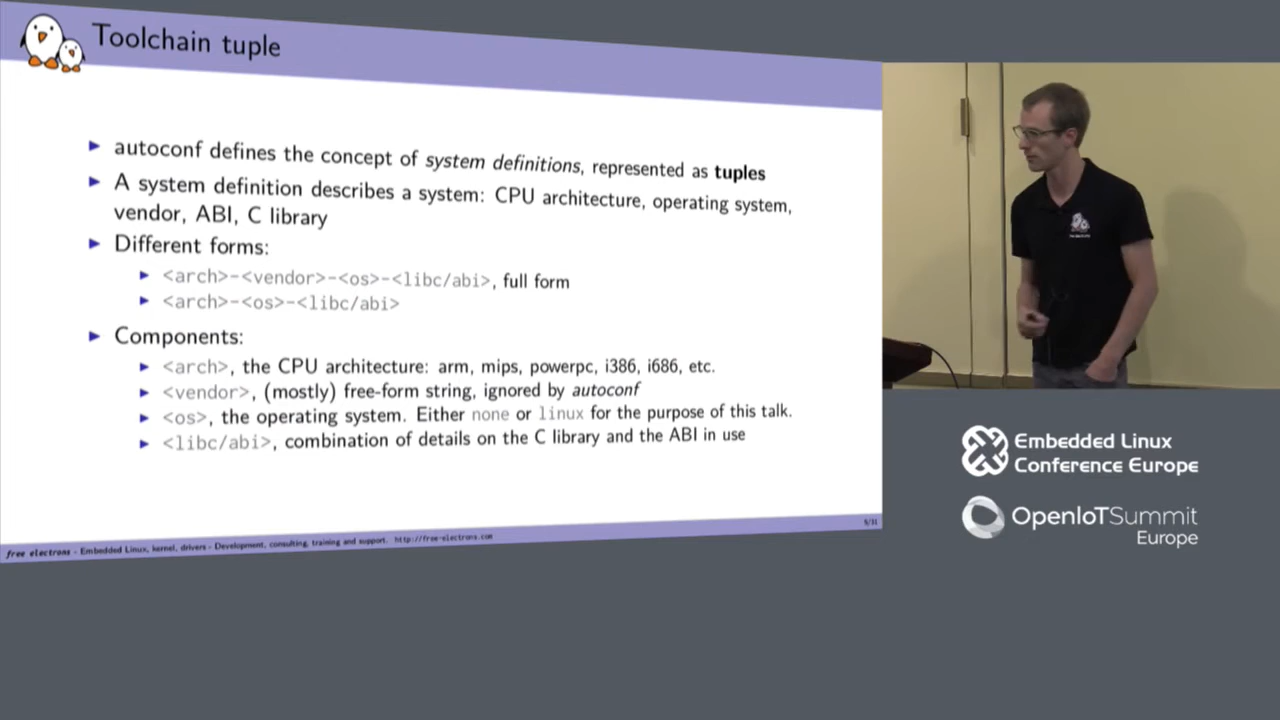 Toolchain tuple
autoconf defines the concept of system definitions, represented as tuples
A system definition describes a system: CPU architecture, operating system,
vendor, ABI, C library
Different forms:
<arch>-<vendor>-<os>-<libc/abi>, full form
<arch>-<os>-<libc/abi>
Components:
<arch>, the CPU architecture: arm, mips, powerpc, i386, i686, etc.
<vendor>, (mostly) free-form string, ignored by autoconf
<os>, the operating system. Either none or linux for the purpose of this talk.
<libc/abi>, combination of details on the C library and the ABI in use
free electrons - Embedded Linux, kernel, drivers - Development, consulting, training and support. http://free-electrons.com
Embedded Linux
Conference Europe
OpenIoTSummit
Europe